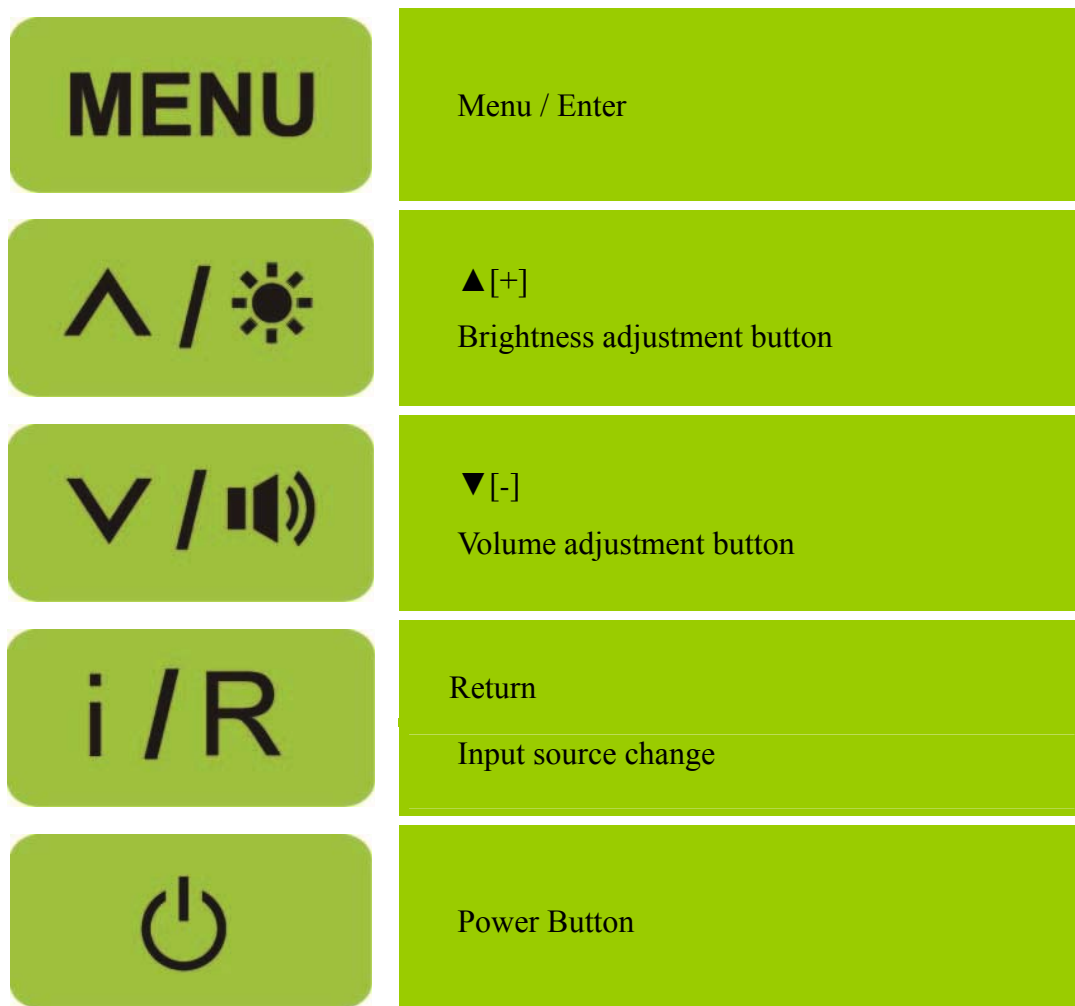 MENU
Menu / Enter
/
▲[+]
Brightness adjustment button
/
▼[-]
Volume adjustment button
i / R
Return
Input source change
Power Button